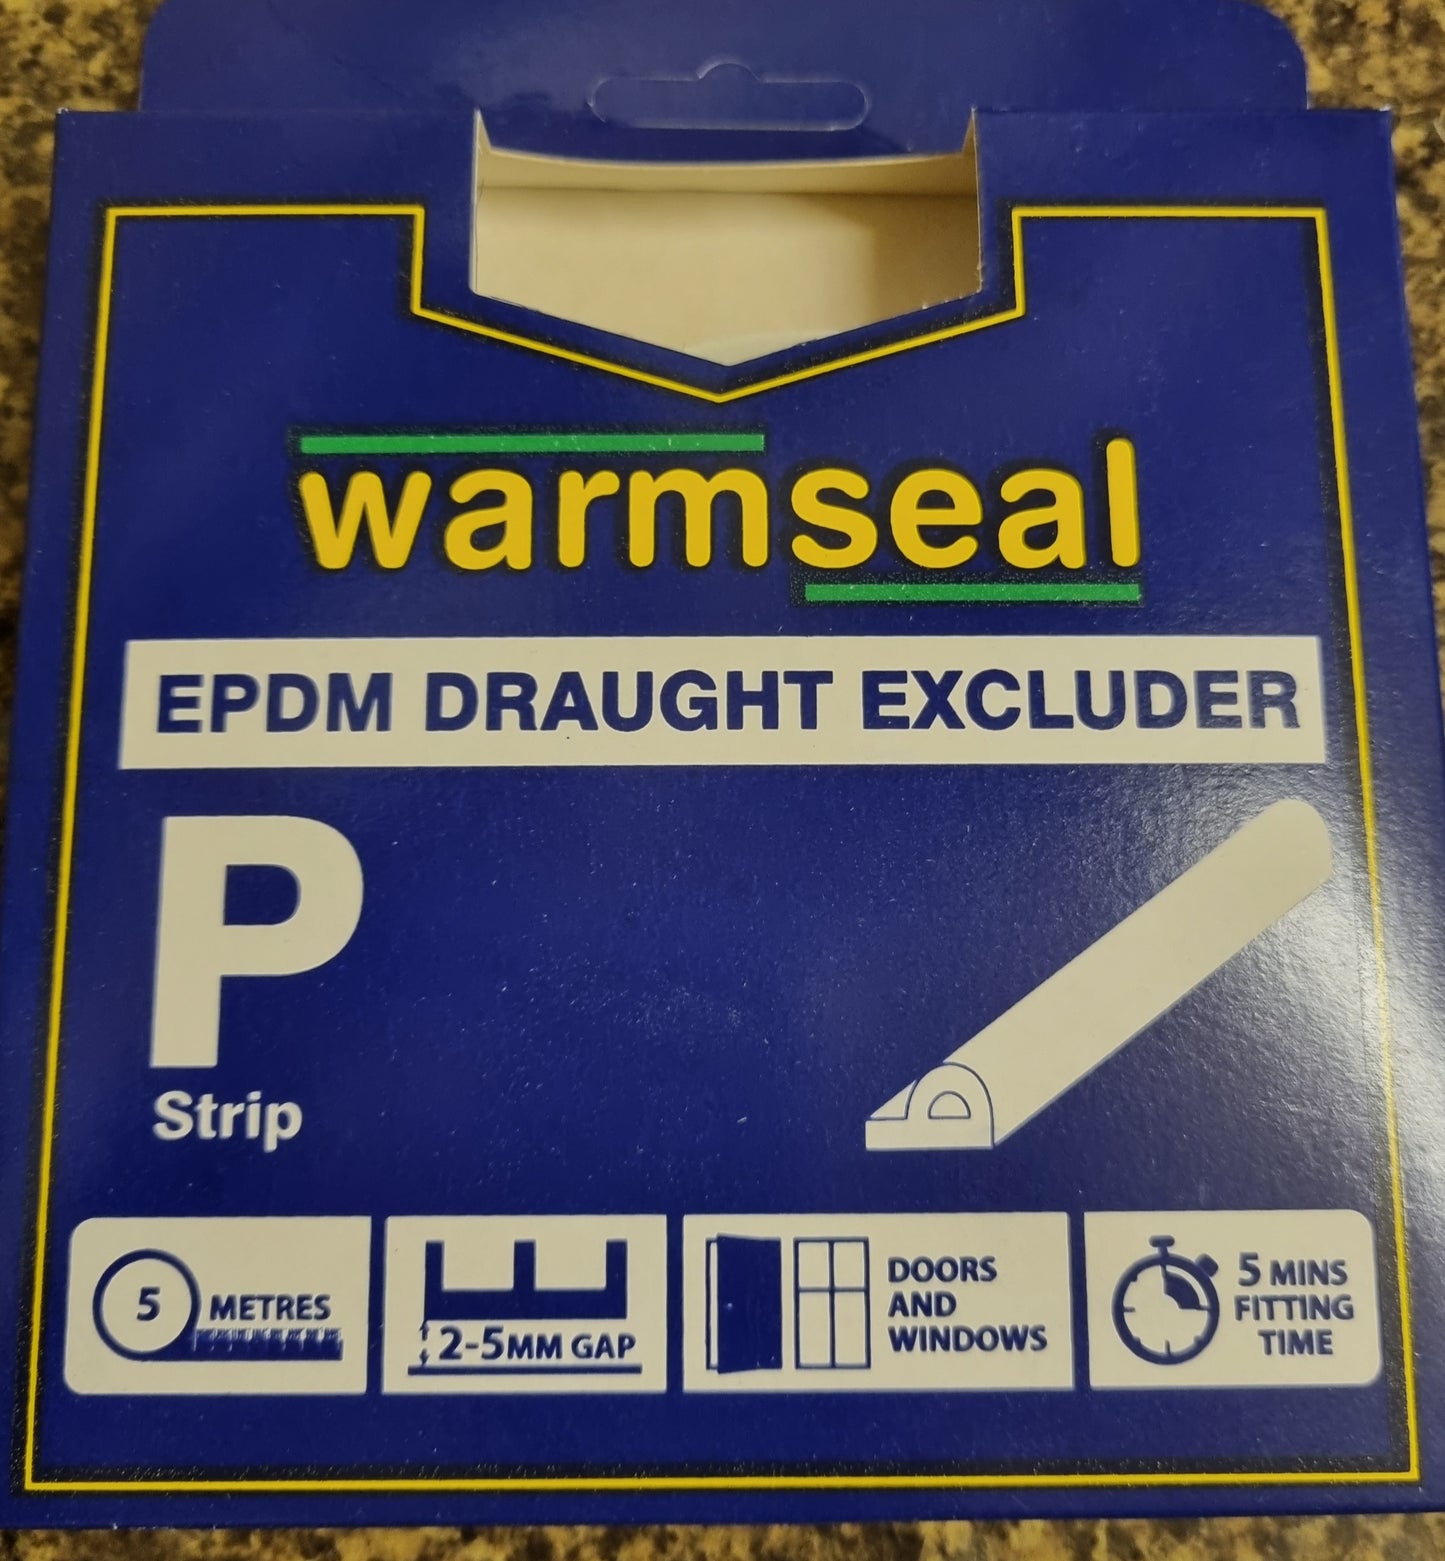 warmseal
EPDM DRAUGHT EXCLUDER
P
Strip
5 METRES
2-5MM GAP
DOORS
AND
WINDOWS
5 MINS
FITTING
TIME